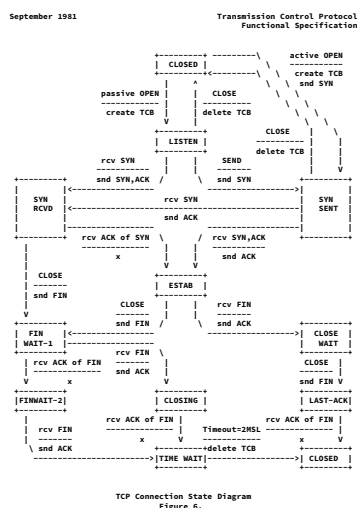 September 1981
Transmission Control Protocol
Functional Specification
active OPEN
CLOSED
create TCB
snd SYN
passive OPEN CLOSE
create TCB delete TCB
CLOSE
LISTEN
delete TCB
rcv SYN SEND
snd SYN,ACK snd SYN
SYN rcv SYN SYN
RCVD SENT
snd ACK
rcv ACK of SYN rcv SYN,ACK
x snd ACK
CLOSE
ESTAB
snd FIN
CLOSE rcv FIN
snd FIN snd ACK
FIN CLOSE
WAIT-1 WAIT
rcv FIN
rcv ACK of FIN CLOSE
snd ACK
x snd FIN
FINWAIT-2 CLOSING LAST-ACK
rcv ACK of FIN rcv ACK of FIN
rcv FIN Timeout=2MSL
x x
snd ACK delete TCB
TIME WAIT CLOSED
TCP Connection State Diagram
Figure 6.